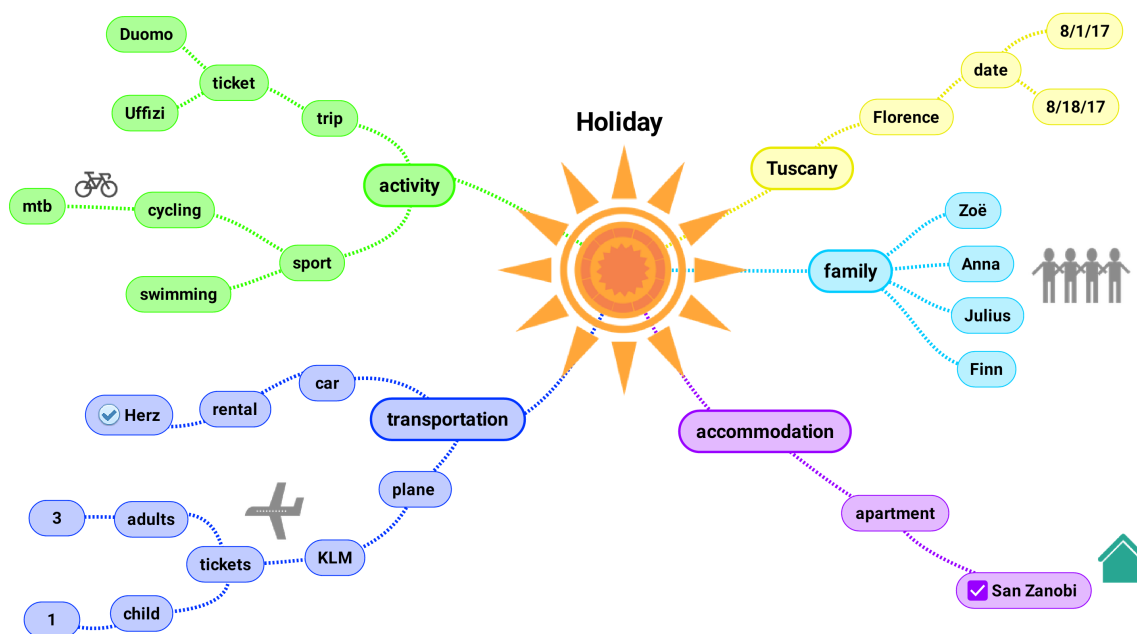 Holiday
Tuscany
Florence
date
8/1/17
8/18/17
family
Zoë
Anna
Julius
Finn
accommodation
apartment
San Zanobi
activity
trip
ticket
Duomo
Uffizi
sport
cycling
mtb
swimming
transportation
car
rental
Herz
plane
KLM
tickets
adults
3
child
1